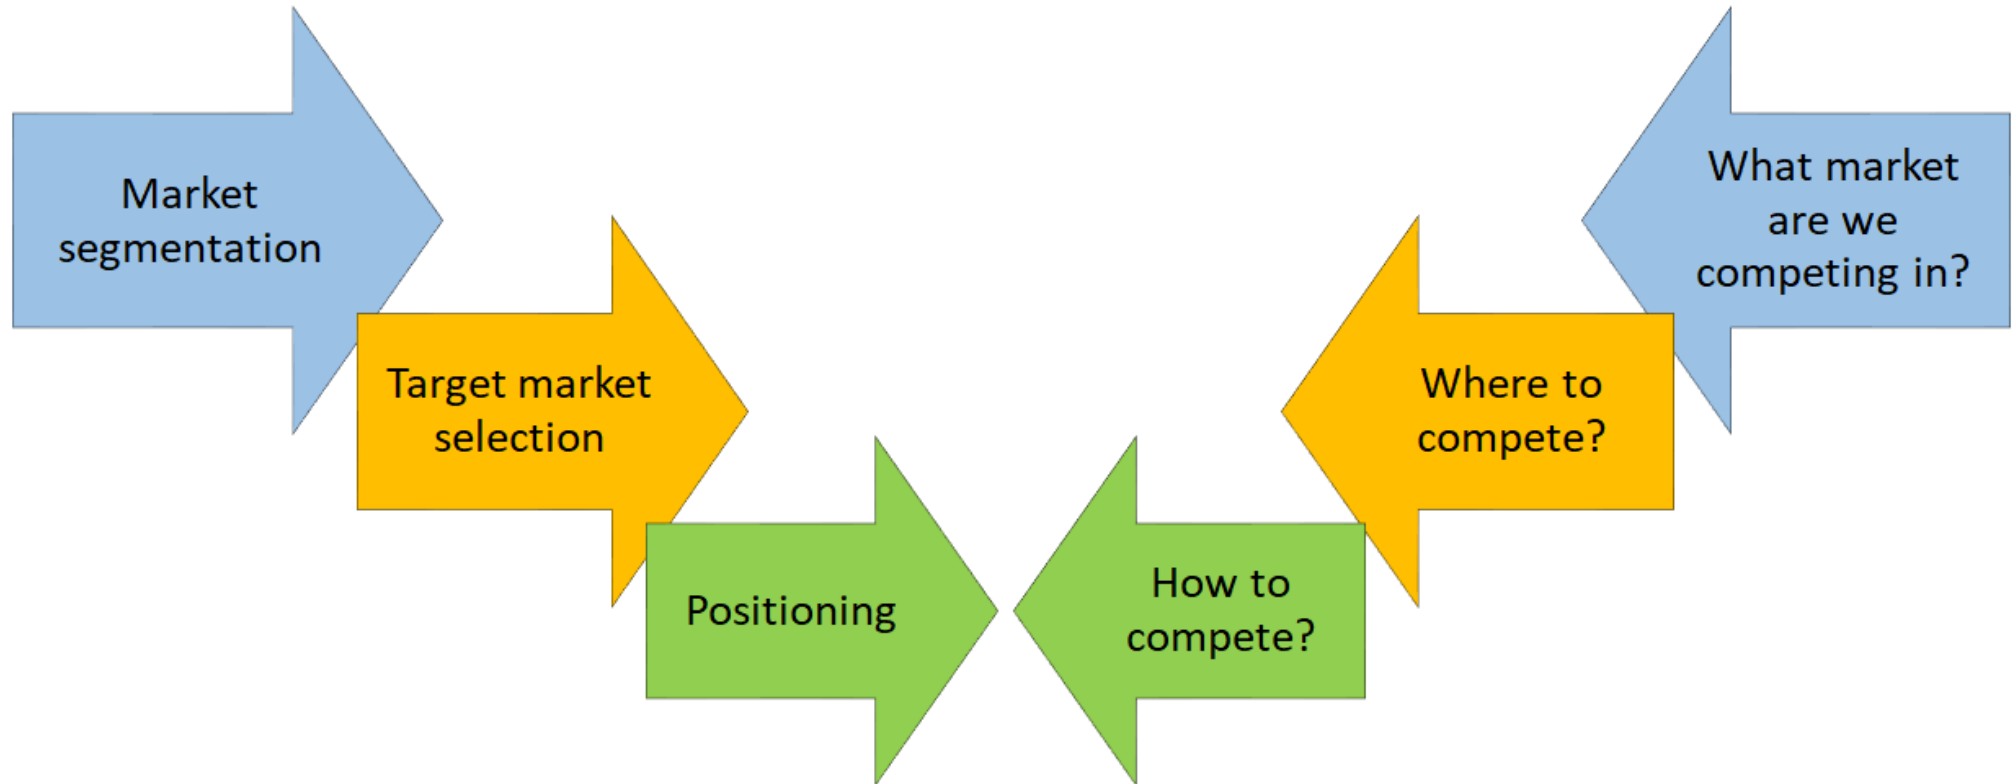 Market
segmentation
Target market
selection
Positioning
How to
compete?
Where to
compete?
What market
are we
competing in?